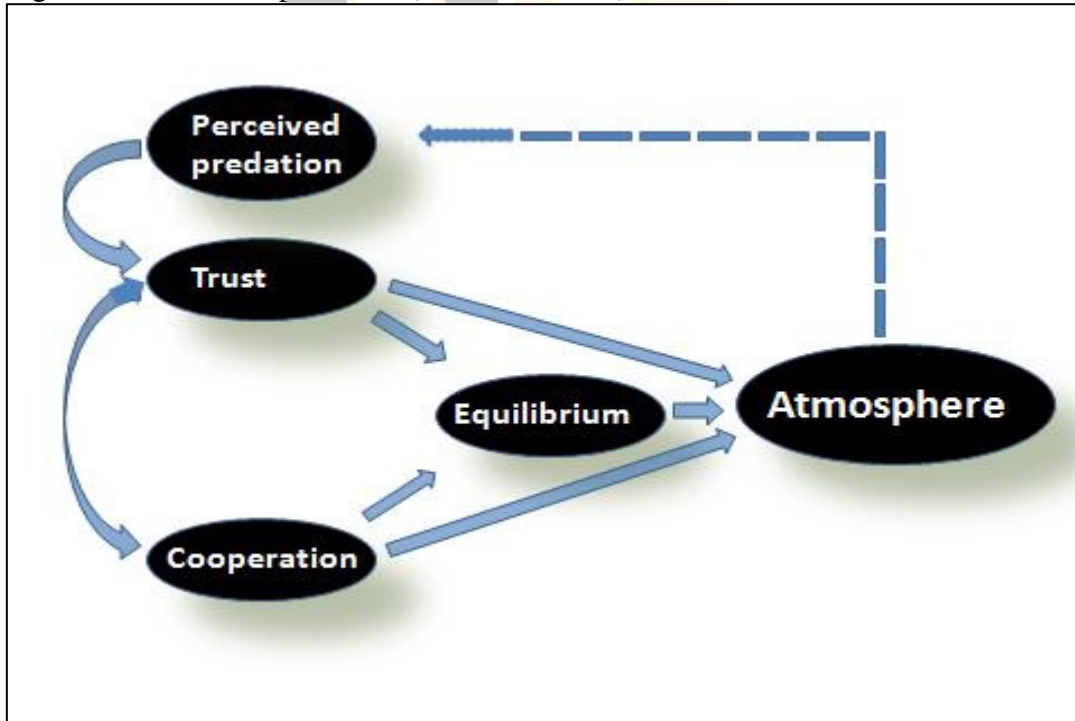 Perceived
predation
Trust
Equilibrium
Atmosphere
Cooperation